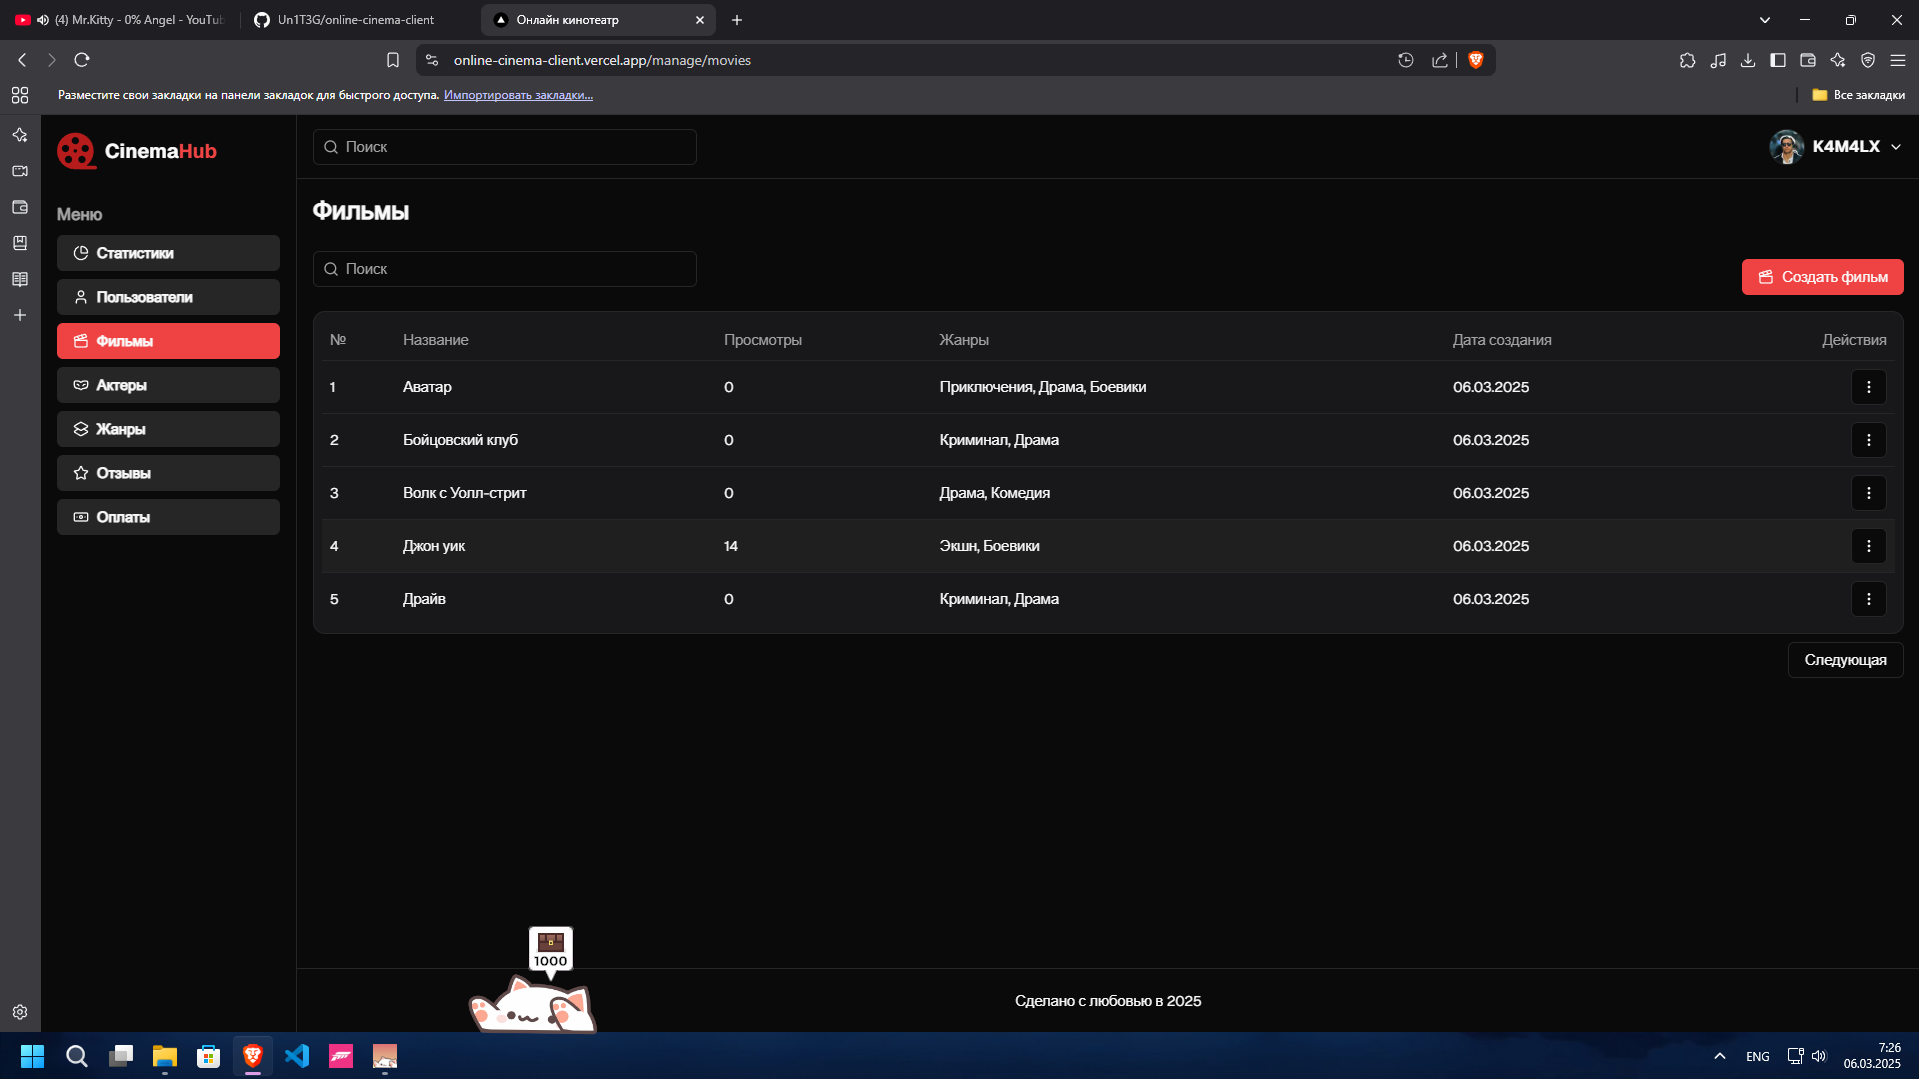 (4) Mr.Kitty - 0% Angel - YouTub
Un1T3G/online-cinema-client
Онлайн кинотеатр
online-cinema-client.vercel.app/manage/movies
Разместите свои закладки на панели закладок для быстрого доступа. Импортировать закладки...
Все закладки
CinemaHub
Поиск
K4M4LX
Меню
Статистики
Пользователи
Фильмы
Актеры
Жанры
Отзывы
Оплаты
Фильмы
Поиск
Создать фильм
№ Название Просмотры Жанры Дата создания Действия
1 Аватар 0 Приключения, Драма, Боевики 06.03.2025
2 Бойцовский клуб 0 Криминал, Драма 06.03.2025
3 Волк с Уолл-стрит 0 Драма, Комедия 06.03.2025
4 Джон уик 14 Экшн, Боевики 06.03.2025
5 Драйв 0 Криминал, Драма 06.03.2025
Следующая
1000
Сделано с любовью в 2025
ENG
7:26
06.03.2025